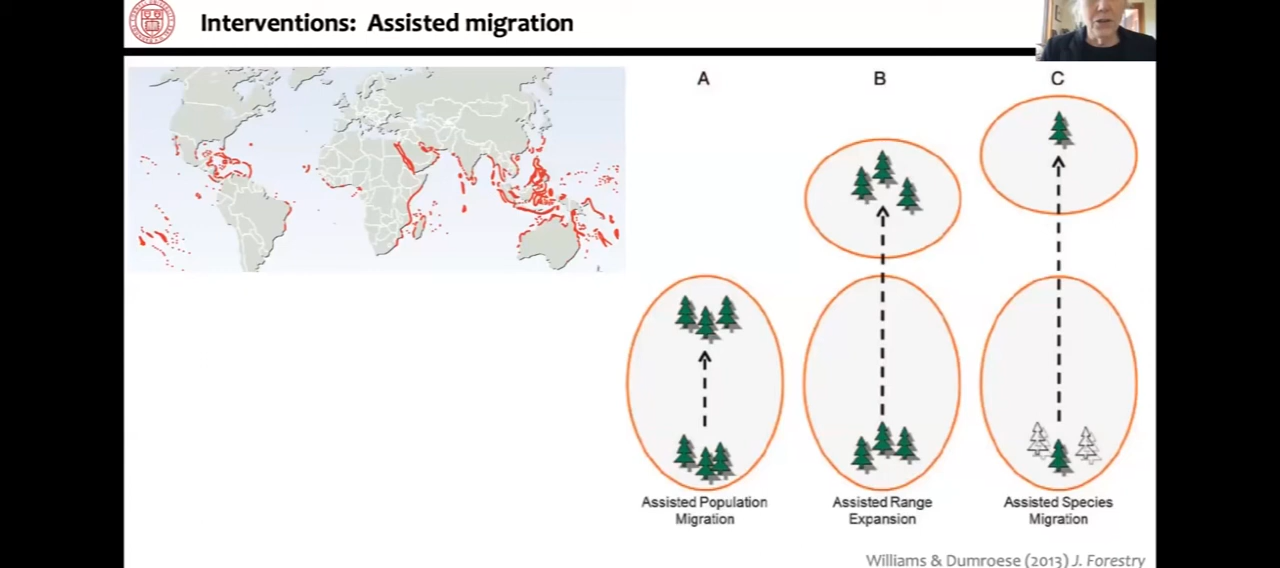 Interventions: Assisted migration
A
B
C
Assisted Population
Migration
Assisted Range
Expansion
Assisted Species
Migration
Williams & Dumroese (2013) J. Forestry